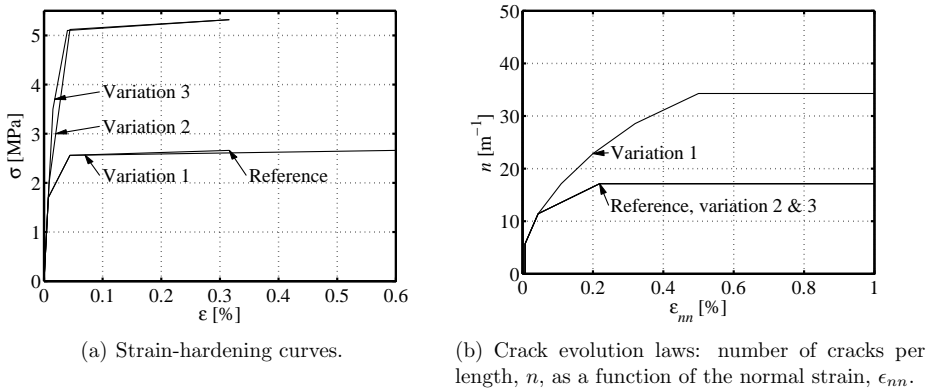 5
4
3
2
1
0
σ [MPa]
Variation 3
Variation 2
Variation 1
Reference
0 0.1 0.2 0.3 0.4 0.5 0.6
ε [%]
(a) Strain-hardening curves.
50
40
30
20
10
0
n [m⁻¹]
Variation 1
Reference, variation 2 & 3
0 0.2 0.4 0.6 0.8 1
εnn [%]
(b) Crack evolution laws: number of cracks per
length, n, as a function of the normal strain, ϵnn.